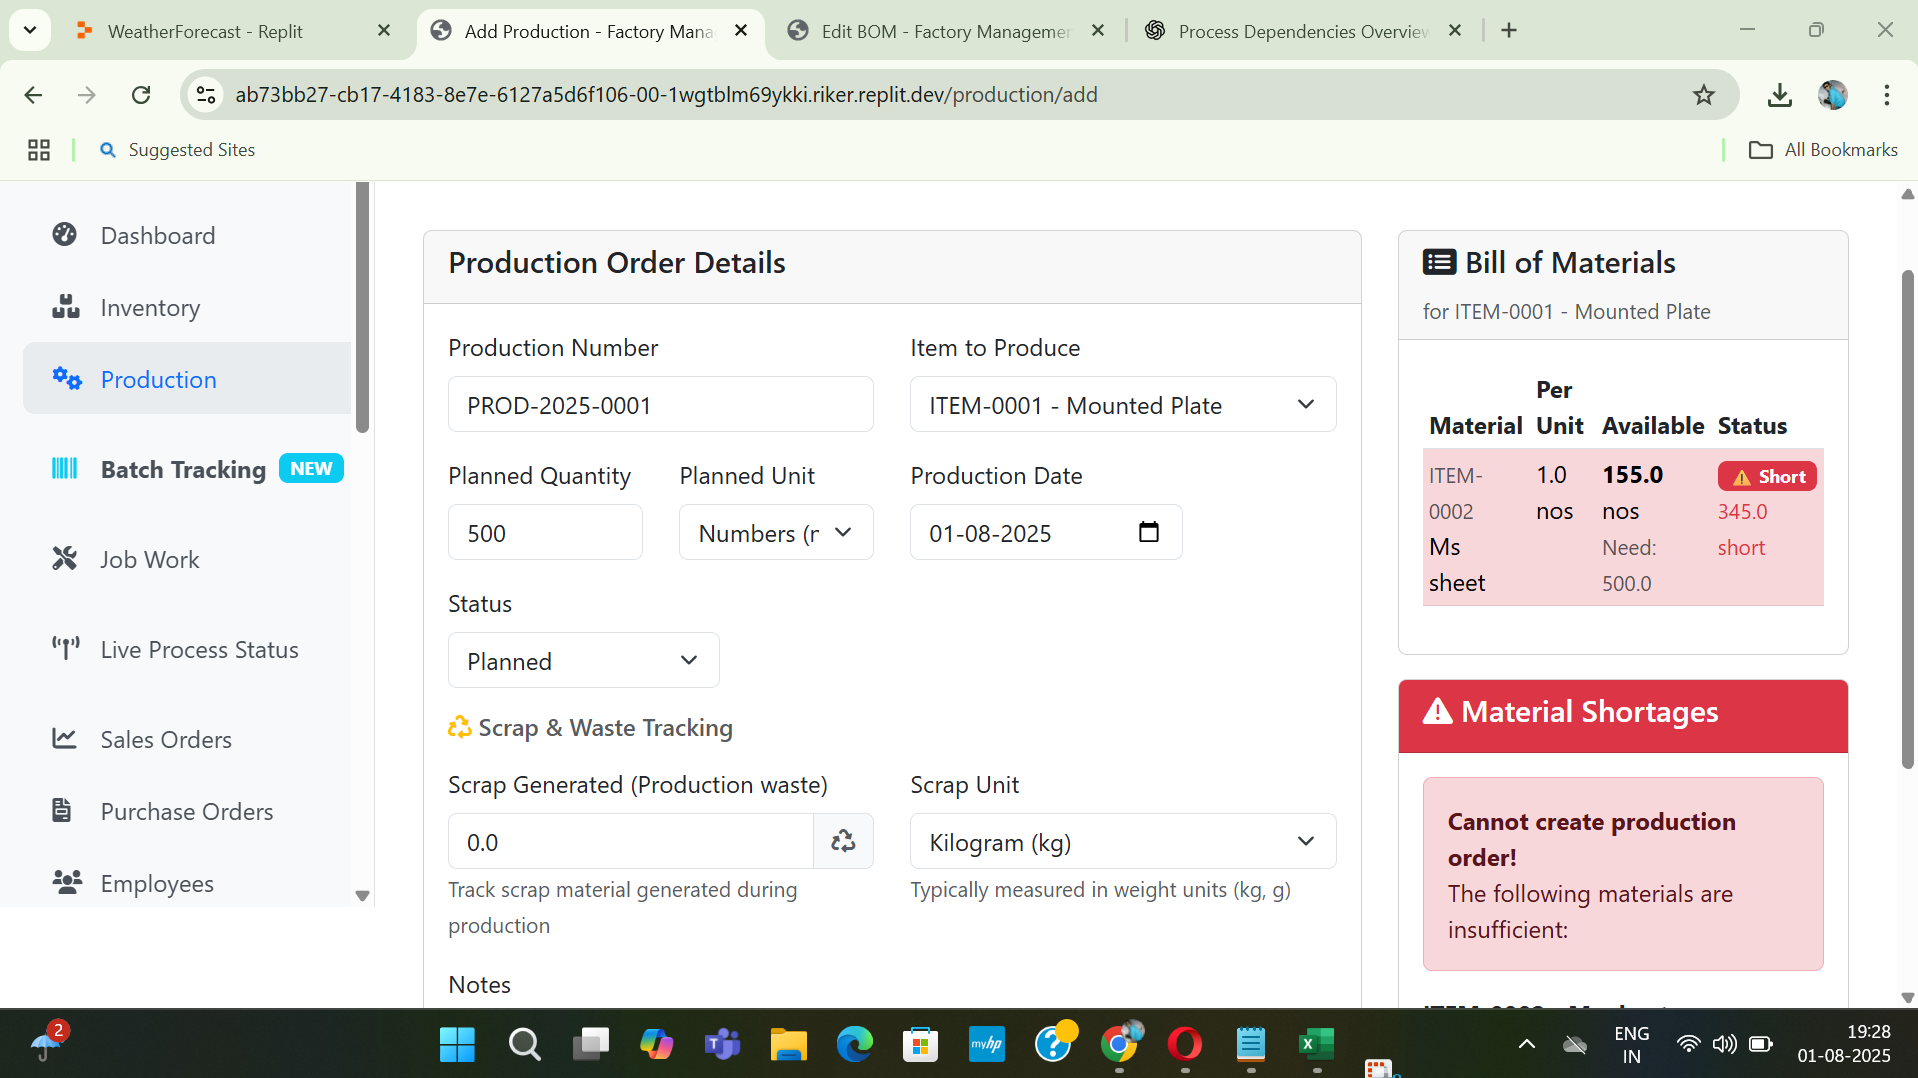 WeatherForecast - Replit
Add Production - Factory Mana
Edit BOM - Factory Managemer
Process Dependencies Overview
ab73bb27-cb17-4183-8e7e-6127a5d6f106-00-1wgtblm69ykki.riker.replit.dev/production/add
Suggested Sites
All Bookmarks
Dashboard
Inventory
Production
Batch Tracking NEW
Job Work
Live Process Status
Sales Orders
Purchase Orders
Employees
Production Order Details
Production Number
PROD-2025-0001
Item to Produce
ITEM-0001 - Mounted Plate
Planned Quantity
500
Planned Unit
Numbers (r
Production Date
01-08-2025
Status
Planned
Scrap & Waste Tracking
Scrap Generated (Production waste)
0.0
Track scrap material generated during
production
Scrap Unit
Kilogram (kg)
Typically measured in weight units (kg, g)
Notes
Bill of Materials
for ITEM-0001 - Mounted Plate
Material
Per
Unit
Available
Status
ITEM-
0002
Ms
sheet
1.0
nos
155.0
nos
Need:
500.0
Short
345.0
short
Material Shortages
Cannot create production
order!
The following materials are
insufficient:
2
myhp
ENG
IN
19:28
01-08-2025